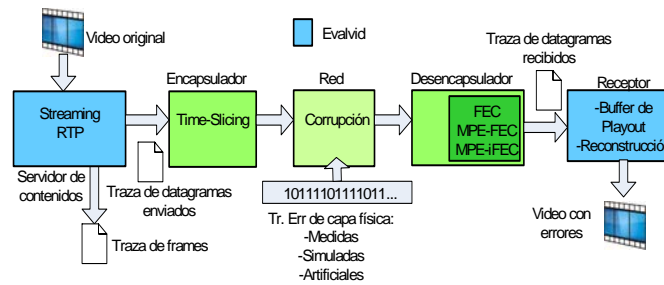 Video original
Evalvid
Traza de datagramas
recibidos
Encapsulador
Red
Desencapsulador
Receptor
Streaming
RTP
Time-Slicing
Corrupción
FEC
MPE-FEC
MPE-iFEC
-Buffer de
Playout
-Reconstrucció
Servidor de
contenidos
Traza de datagramas
enviados
10111101111011...
Traza de frames
Tr. Err de capa física:
-Medidas
-Simuladas
-Artificiales
Video con
errores